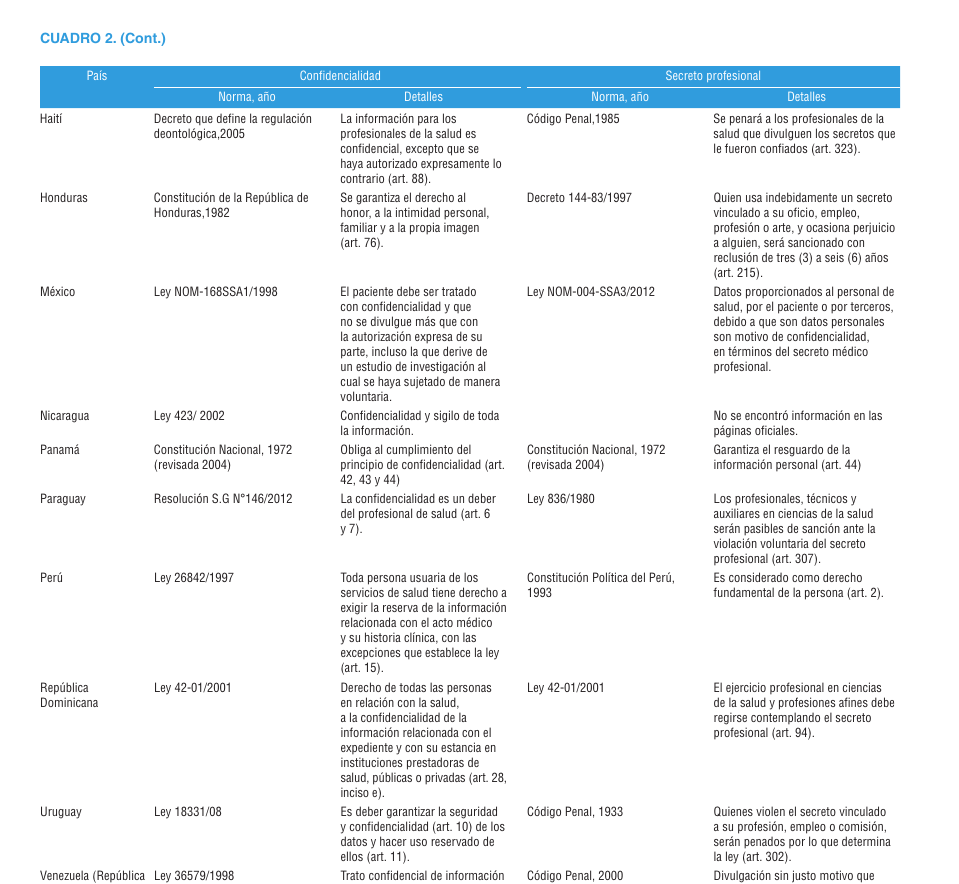 CUADRO 2. (Cont.)
País
Confidencialidad
Secreto profesional
Norma, año
Detalles
Norma, año
Detalles
Haití
Decreto que define la regulación
deontológica,2005
La información para los
profesionales de la salud es
confidencial, excepto que se
haya autorizado expresamente lo
contrario (art. 88).
Código Penal,1985
Se penará a los profesionales de la
salud que divulguen los secretos que
le fueron confiados (art. 323).
Honduras
Constitución de la República de
Honduras,1982
Se garantiza el derecho al
honor, a la intimidad personal,
familiar y a la propia imagen
(art. 76).
Decreto 144-83/1997
Quien usa indebidamente un secreto
vinculado a su oficio, empleo,
profesión o arte, y ocasiona perjuicio
a alguien, será sancionado con
reclusión de tres (3) a seis (6) años
(art. 215).
México
Ley NOM-168SSA1/1998
El paciente debe ser tratado
con confidencialidad y que
no se divulgue más que con
la autorización expresa de su
parte, incluso la que derive de
un estudio de investigación al
cual se haya sujetado de manera
voluntaria.
Ley NOM-004-SSA3/2012
Datos proporcionados al personal de
salud, por el paciente o por terceros,
debido a que son datos personales
son motivo de confidencialidad,
en términos del secreto médico
profesional.
Nicaragua
Ley 423/ 2002
Confidencialidad y sigilo de toda
la información.
No se encontró información en las
páginas oficiales.
Panamá
Constitución Nacional, 1972
(revisada 2004)
Obliga al cumplimiento del
principio de confidencialidad (art.
42, 43 y 44)
Constitución Nacional, 1972
(revisada 2004)
Garantiza el resguardo de la
información personal (art. 44)
Paraguay
Resolución S.G N°146/2012
La confidencialidad es un deber
del profesional de salud (art. 6
y 7).
Ley 836/1980
Los profesionales, técnicos y
auxiliares en ciencias de la salud
serán pasibles de sanción ante la
violación voluntaria del secreto
profesional (art. 307).
Perú
Ley 26842/1997
Toda persona usuaria de los
servicios de salud tiene derecho a
exigir la reserva de la información
relacionada con el acto médico
y su historia clínica, con las
excepciones que establece la ley
(art. 15).
Constitución Política del Perú,
1993
Es considerado como derecho
fundamental de la persona (art. 2).
República
Dominicana
Ley 42-01/2001
Derecho de todas las personas
en relación con la salud,
a la confidencialidad de la
información relacionada con el
expediente y con su estancia en
instituciones prestadoras de
salud, públicas o privadas (art. 28,
inciso e).
Ley 42-01/2001
El ejercicio profesional en ciencias
de la salud y profesiones afines debe
regirse contemplando el secreto
profesional (art. 94).
Uruguay
Ley 18331/08
Es deber garantizar la seguridad
y confidencialidad (art. 10) de los
datos y hacer uso reservado de
ellos (art. 11).
Código Penal, 1933
Quienes violen el secreto vinculado
a su profesión, empleo o comisión,
serán penados por lo que determina
la ley (art. 302).
Venezuela (República
Ley 36579/1998
Trato confidencial de información
Código Penal, 2000
Divulgación sin justo motivo que